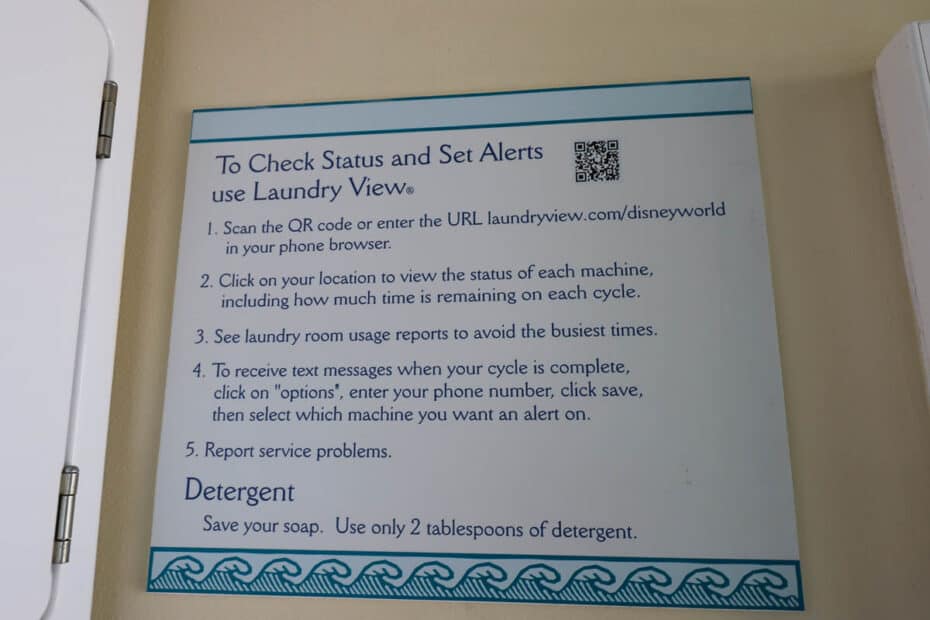 To Check Status and Set Alerts
use Laundry View®
1. Scan the QR code or enter the URL laundryview.com/disneyworld
in your phone browser.
2. Click on your location to view the status of each machine,
including how much time is remaining on each cycle.
3. See laundry room usage reports to avoid the busiest times.
4. To receive text messages when your cycle is complete,
click on "options", enter your phone number, click save,
then select which machine you want an alert on.
5. Report service problems.
Detergent
Save your soap. Use only 2 tablespoons of detergent.